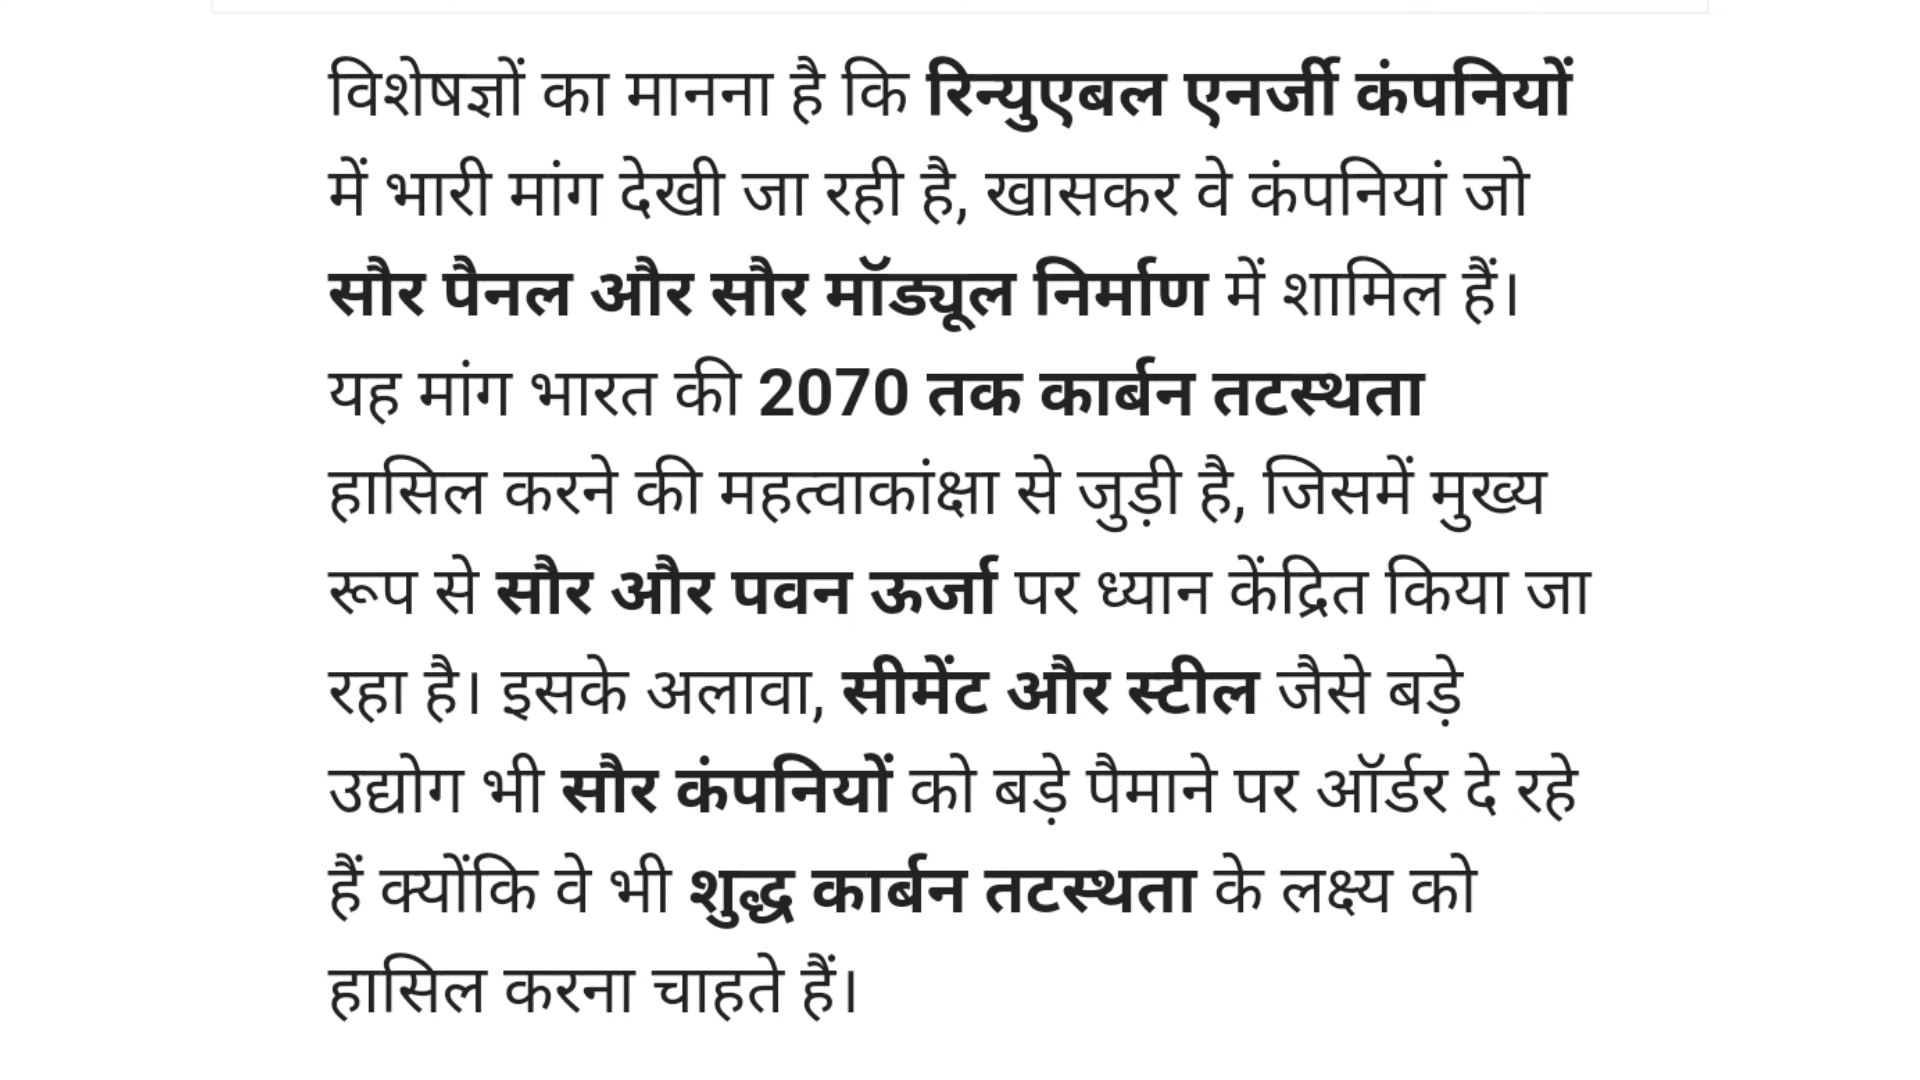 विशेषज्ञों का मानना है कि रिन्युएबल एनर्जी कंपनियों
में भारी मांग देखी जा रही है, खासकर वे कंपनियां जो
सौर पैनल और सौर मॉड्यूल निर्माण में शामिल हैं।
यह मांग भारत की 2070 तक कार्बन तटस्थता
हासिल करने की महत्वाकांक्षा से जुड़ी है, जिसमें मुख्य
रूप से सौर और पवन ऊर्जा पर ध्यान केंद्रित किया जा
रहा है। इसके अलावा, सीमेंट और स्टील जैसे बड़े
उद्योग भी सौर कंपनियों को बड़े पैमाने पर ऑर्डर दे रहे
हैं क्योंकि वे भी शुद्ध कार्बन तटस्थता के लक्ष्य को
हासिल करना चाहते हैं।